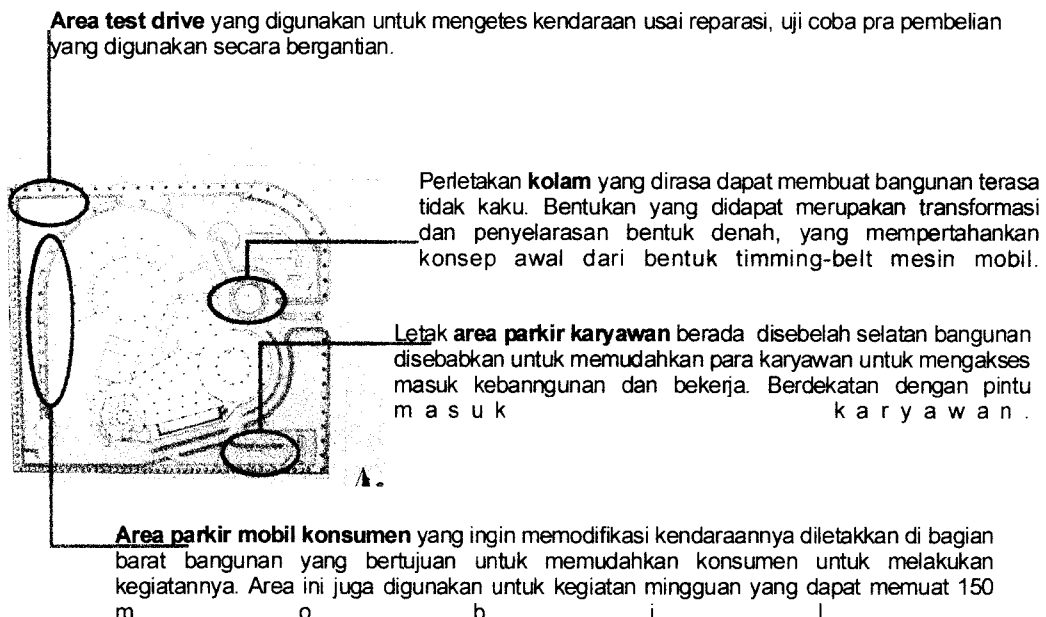 Area test drive yang digunakan untuk mengetes kendaraan usai reparasi, uji coba pra pembelian
yang digunakan secara bergantian.
Perletakan kolam yang dirasa dapat membuat bangunan terasa
tidak kaku. Bentukan yang didapat merupakan transformasi
dan penyelarasan bentuk denah, yang mempertahankan
konsep awal dari bentuk timming-belt mesin mobil.
Letak area parkir karyawan berada disebelah selatan bangunan
disebabkan untuk memudahkan para karyawan untuk mengakses
masuk kebanngunan dan bekerja. Berdekatan dengan pintu
masuk karyawan.
Area parkir mobil konsumen yang ingin memodifikasi kendaraannya diletakkan di bagian
barat bangunan yang bertujuan untuk memudahkan konsumen untuk melakukan
kegiatannya. Area ini juga digunakan untuk kegiatan mingguan yang dapat memuat 150
mobil